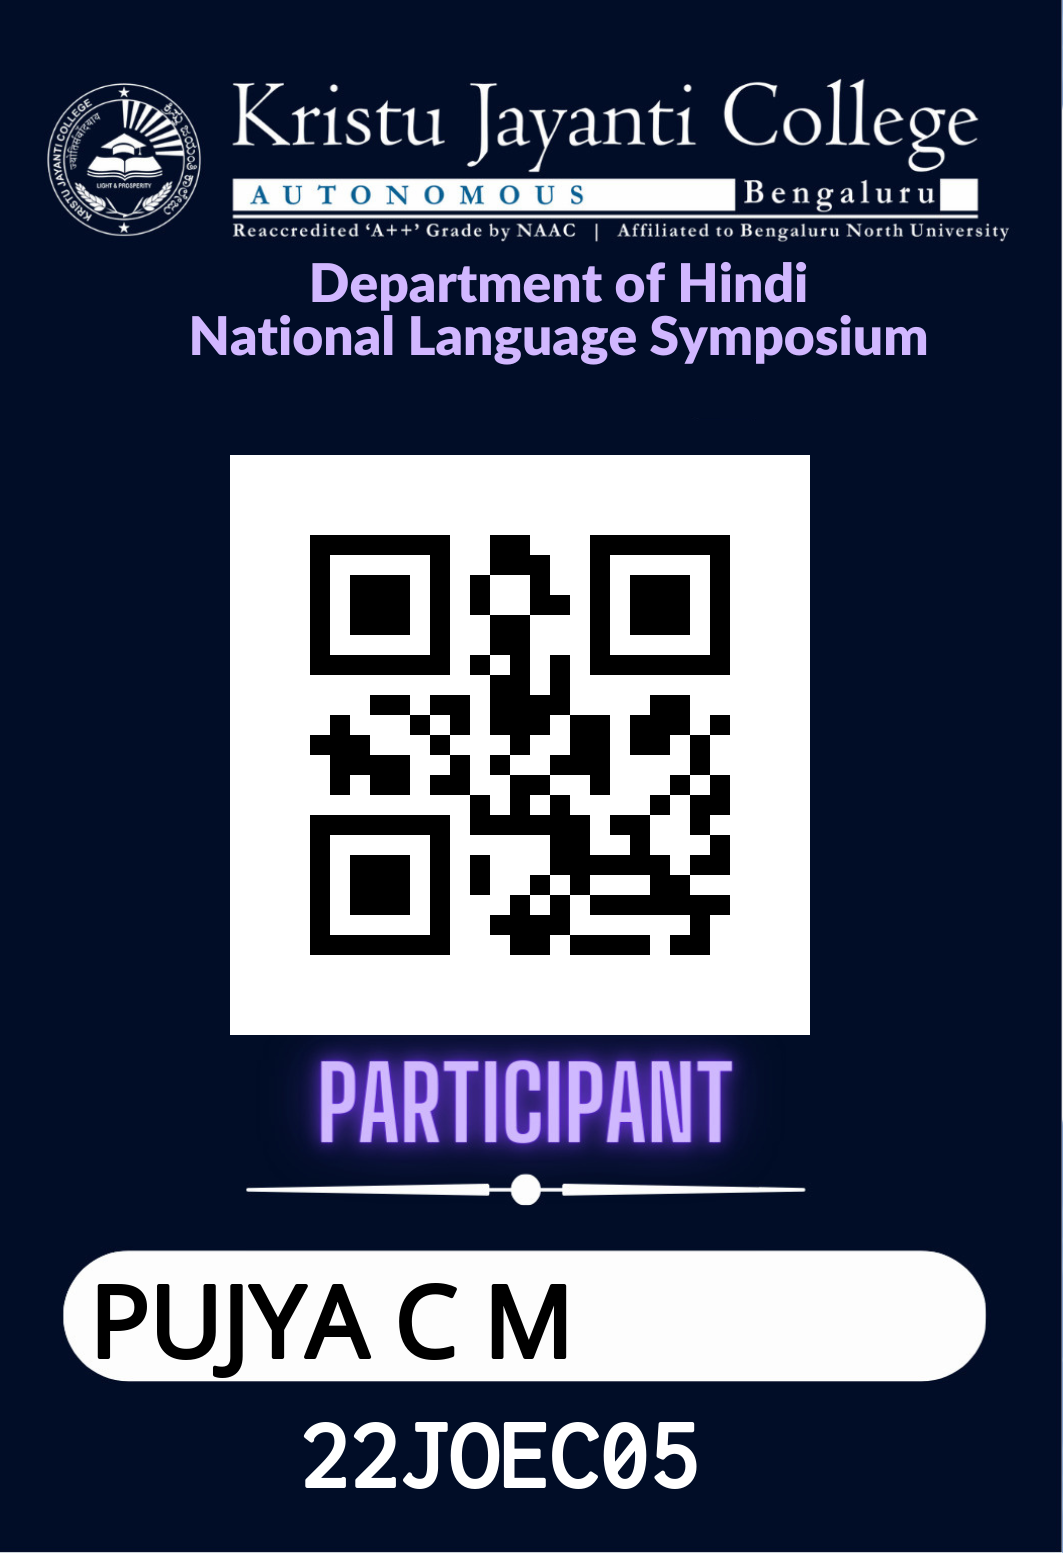 KRISTU JAYANTI COLLEGE
LIGHT & PROSPERITY
Kristu Jayanti College
AUTONOMOUS Bengaluru
Reaccredited ‘A++’ Grade by NAAC | Affiliated to Bengaluru North University
Department of Hindi
National Language Symposium
PARTICIPANT
PUJYA C M
22JOEC05